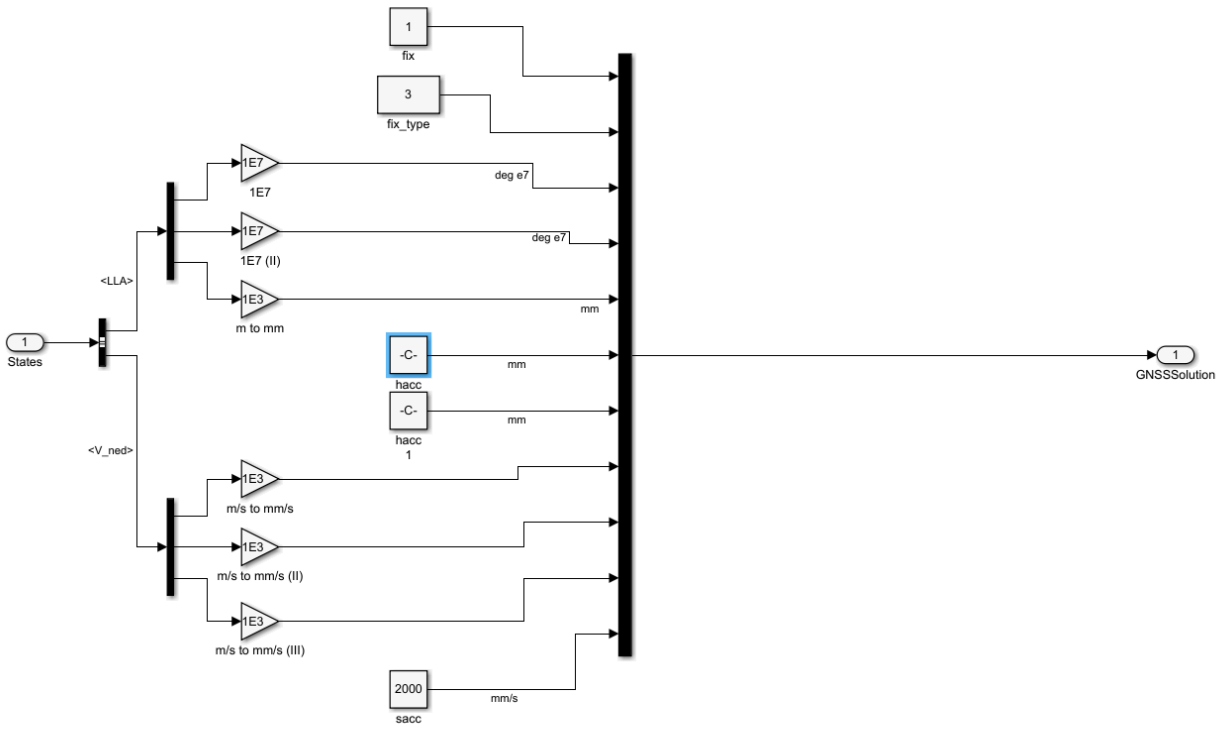 1
fix
3
fix_type
1E7
1E7
deg e7
1E7
1E7 (II)
deg e7
<LLA>
1E3
m to mm
mm
1
States
-C-
hacc
mm
1
GNSSSolution
-C-
hacc
1
mm
<V_ned>
1E3
m/s to mm/s
1E3
m/s to mm/s (II)
1E3
m/s to mm/s (III)
2000
sacc
mm/s